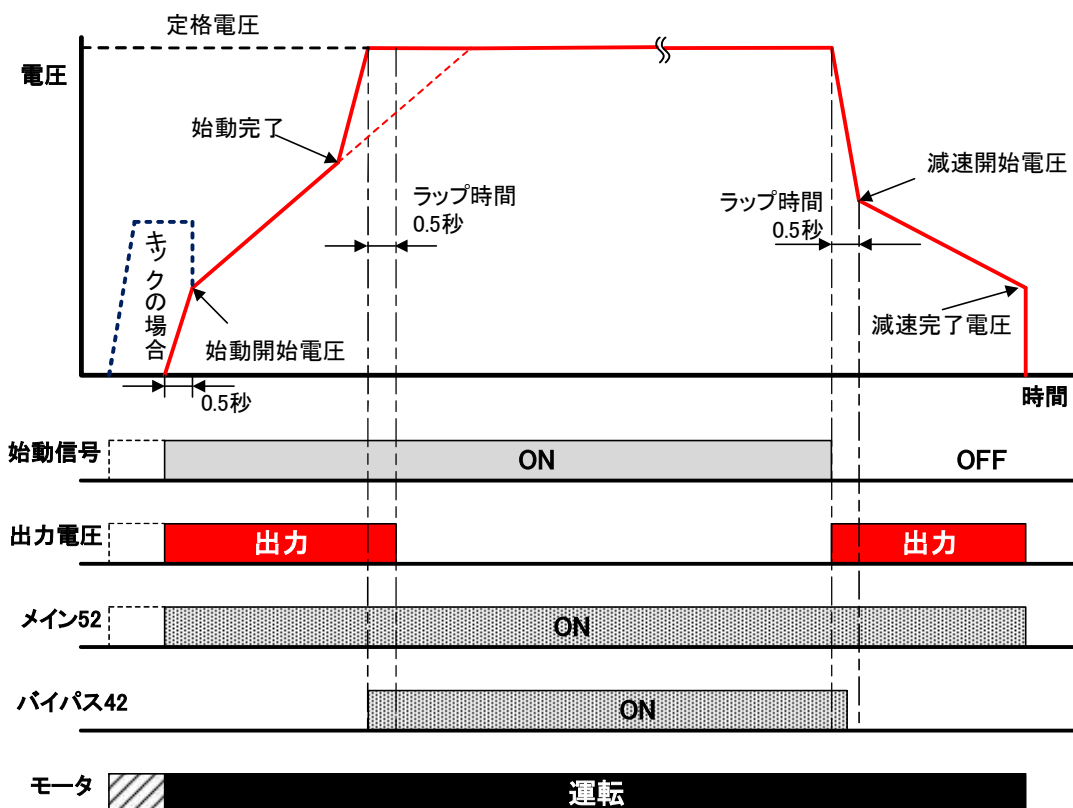 定格電圧
電圧
始動完了
ラップ時間
0.5秒
ラップ時間
0.5秒
減速開始電圧
キックの場合
始動開始電圧
減速完了電圧
0.5秒
時間
始動信号
ON
OFF
出力電圧
出力
出力
メイン52
ON
バイパス42
ON
モータ
運転